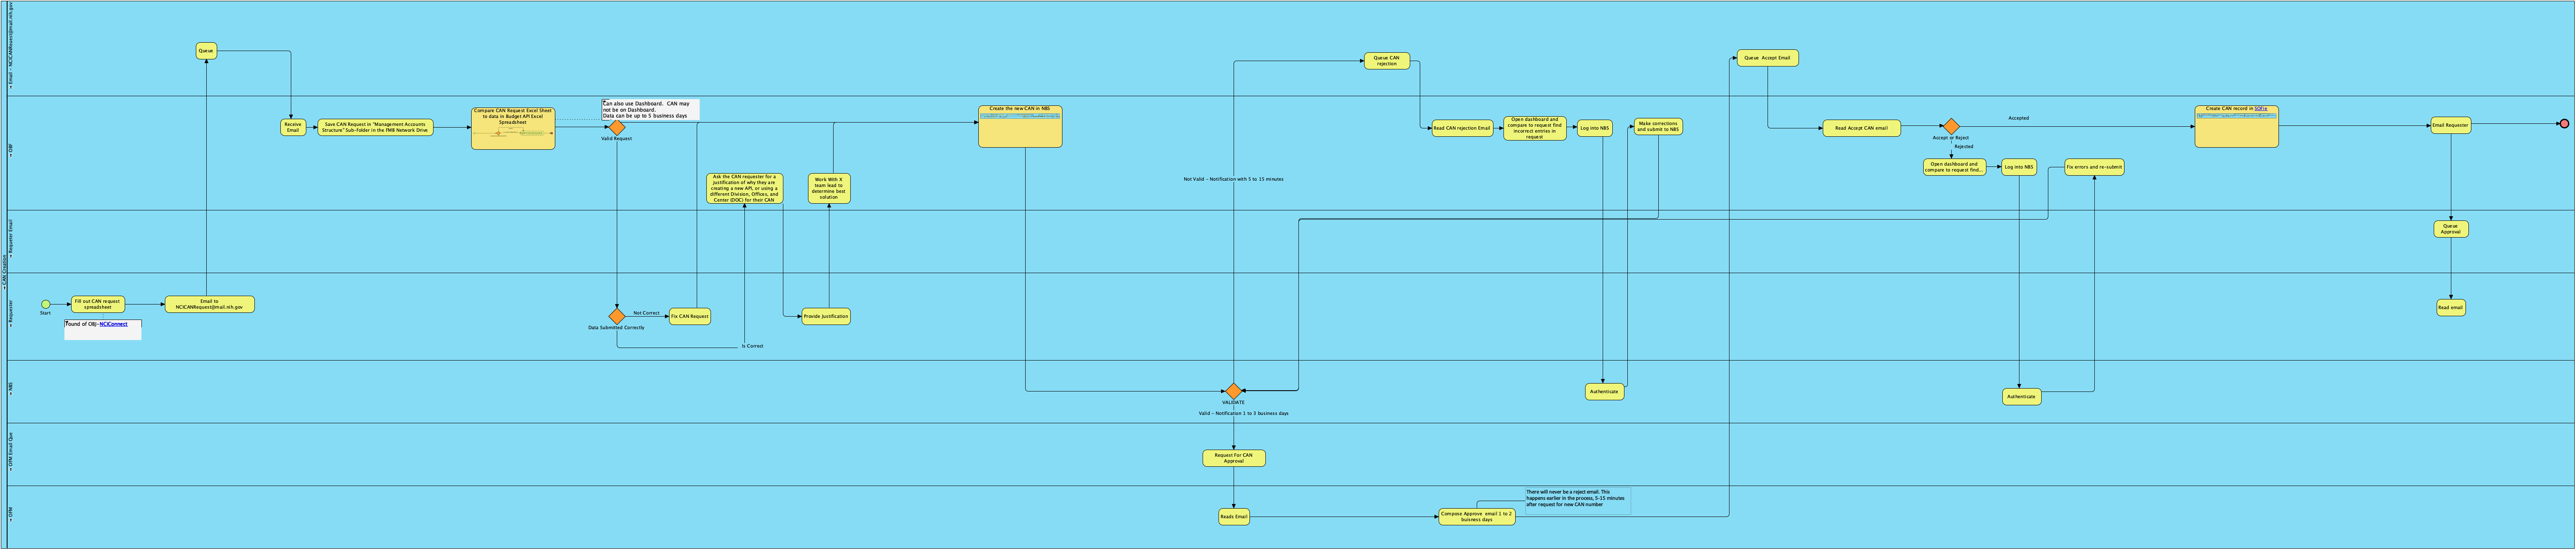 CAN Creation
Email - NCICANRequest@mail.nih.gov
Queue
Queue CAN
rejection
Queue  Accept Email
OBF
Receive
Email
Save CAN Request in "Management Accounts
Structure" Sub-folder in the FMB Network Drive
Compare CAN Request Excel Sheet
to data in Budget API Excel
Spreadsheet
Can also use Dashboard.  CAN may
not be on Dashboard.
Data can be up to 5 business days
Valid Request
Ask the CAN requester for a
justification of why they are
creating a new API, or using a
different Division, Offices, and
Center (DOC) for their CAN
Work With X
team lead to
determine best
solution
Create the new CAN in NBS
Not Valid - Notification with 5 to 15 minutes
Read CAN rejection Email
Open dashboard and
compare to request find
incorrect entries in
request
Log into NBS
Make corrections
and submit to NBS
Read Accept CAN email
Accept or Reject
Accepted
Rejected
Open dashboard and
compare to request find...
Log into NBS
Fix errors and re-submit
Create CAN record in SOFie
Email Requester
Requeter Email
Queue
Approval
Requester
Start
Fill out CAN request
spreadsheet
Found of OBJ-NCIConnect
Email to
NCICANRequest@mail.nih.gov
Data Submitted Correctly
Not Correct
Fix CAN Request
Is Correct
Provide Justification
Read email
NBS
VALIDATE
Valid - Notification 1 to 3 business days
Authenticate
Authenticate
OFM Email Que
Request For CAN
Approval
OFM
Reads Email
Compose Approve  email 1 to 2
buisness days
There will never be a reject email. This
happens earlier in the process, 5-15 minutes
after request for new CAN number